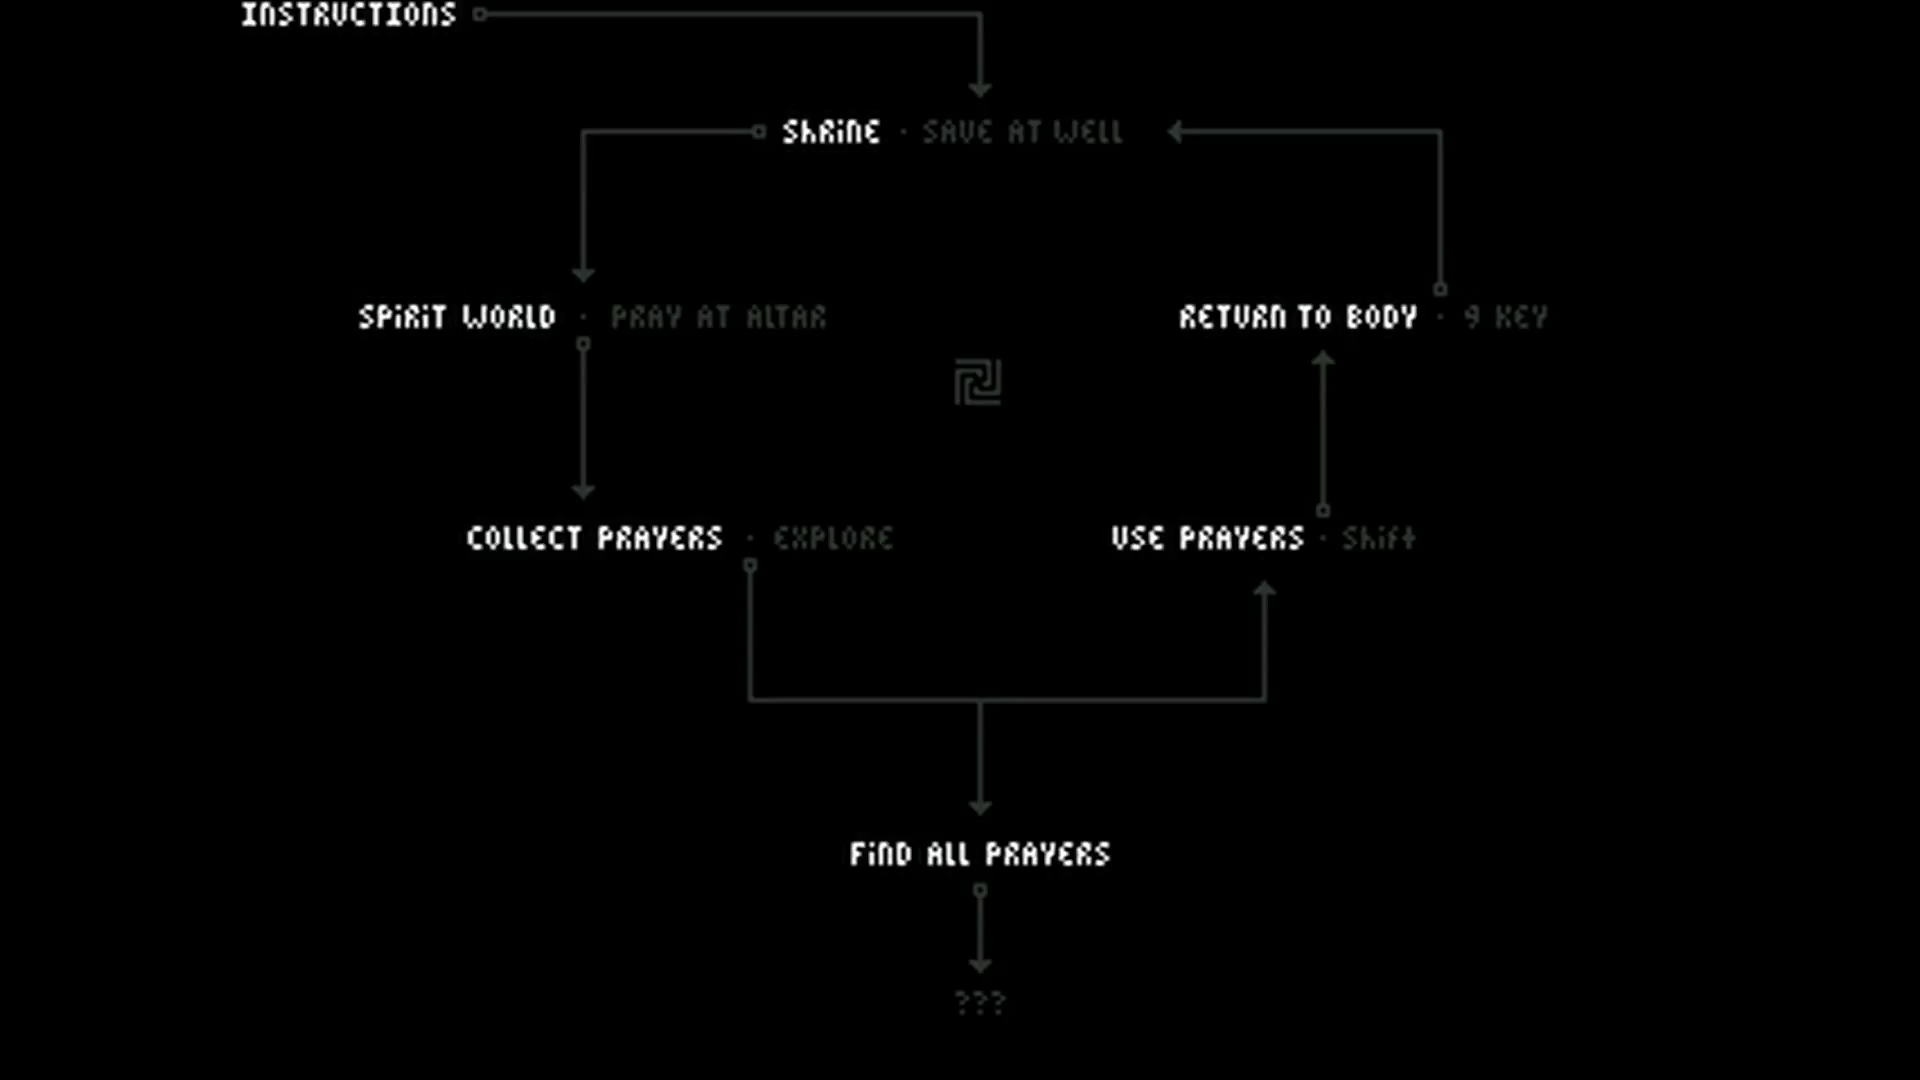 INSTRUCTIONS
ShRiNE · SAVE AT WELL
SPiRiT WORLD · PRAY AT ALTAR
RETURN TO BODY · 9 KEY
COLLECT PRAYERS · EXPLORE
USE PRAYERS · Shift
FiND ALL PRAYERS
???